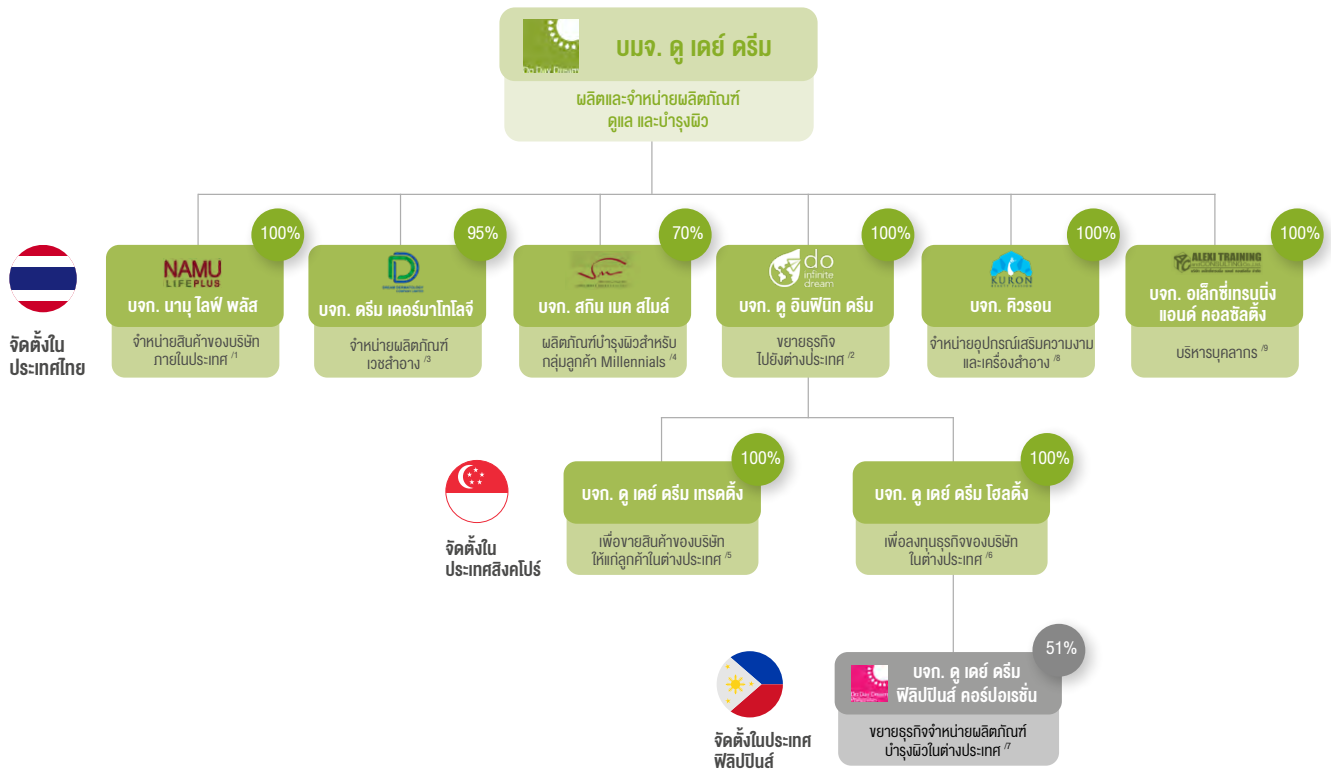 Do Day Dream
บมจ. ดู เดย์ ดรีม
ผลิตและจำหน่ายผลิตภัณฑ์
ดูแล และบำรุงผิว
100%
95%
70%
100%
100%
100%
NAMU
LIFEPLUS
บจก. นามุ ไลฟ์ พลัส
จำหน่ายสินค้าของบริษัท
ภายในประเทศ /1
DREAM DERMATOLOGY
COMPANY LIMITED
บจก. ดรีม เดอร์มาโทโลจี
จำหน่ายผลิตภัณฑ์
เวชสำอาง /3
บจก. สกิน เมค สไมล์
ผลิตภัณฑ์บำรุงผิวสำหรับ
กลุ่มลูกค้า Millennials /4
do
infinite
dream
บจก. ดู อินฟินิท ดรีม
ขยายธุรกิจ
ไปยังต่างประเทศ /2
KURON
บจก. คิวรอน
จำหน่ายอุปกรณ์เสริมความงาม
และเครื่องสำอาง /8
ALEXI TRAINING
บจก. อเล็กซี่เทรนนิ่ง
แอนด์ คอลซัลติ้ง
บริหารบุคลากร /9
จัดตั้งใน
ประเทศไทย
100%
100%
บจก. ดู เดย์ ดรีม เทรดดิ้ง
เพื่อขายสินค้าของบริษัท
ให้แก่ลูกค้าในต่างประเทศ /5
บจก. ดู เดย์ ดรีม โฮลดิ้ง
เพื่อลงทุนธุรกิจของบริษัท
ในต่างประเทศ /6
จัดตั้งใน
ประเทศสิงคโปร์
51%
Do Day Dream
บจก. ดู เดย์ ดรีม
ฟิลิปปินส์ คอร์ปอเรชั่น
ขยายธุรกิจจำหน่ายผลิตภัณฑ์
บำรุงผิวในต่างประเทศ /7
จัดตั้งในประเทศ
ฟิลิปปินส์